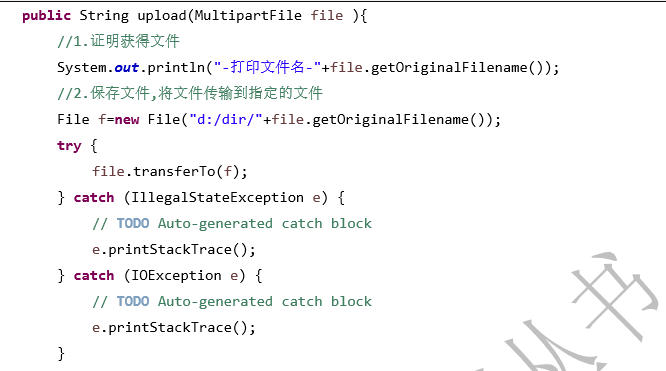 public String upload(MultipartFile file ){
//1.证明获得文件
System.out.println("-打印文件名-"+file.getOriginalFilename());
//2.保存文件,将文件传输到指定的文件
File f=new File("d:/dir/"+file.getOriginalFilename());
try {
file.transferTo(f);
} catch (IllegalStateException e) {
// TODO Auto-generated catch block
e.printStackTrace();
} catch (IOException e) {
// TODO Auto-generated catch block
e.printStackTrace();
}
丛书